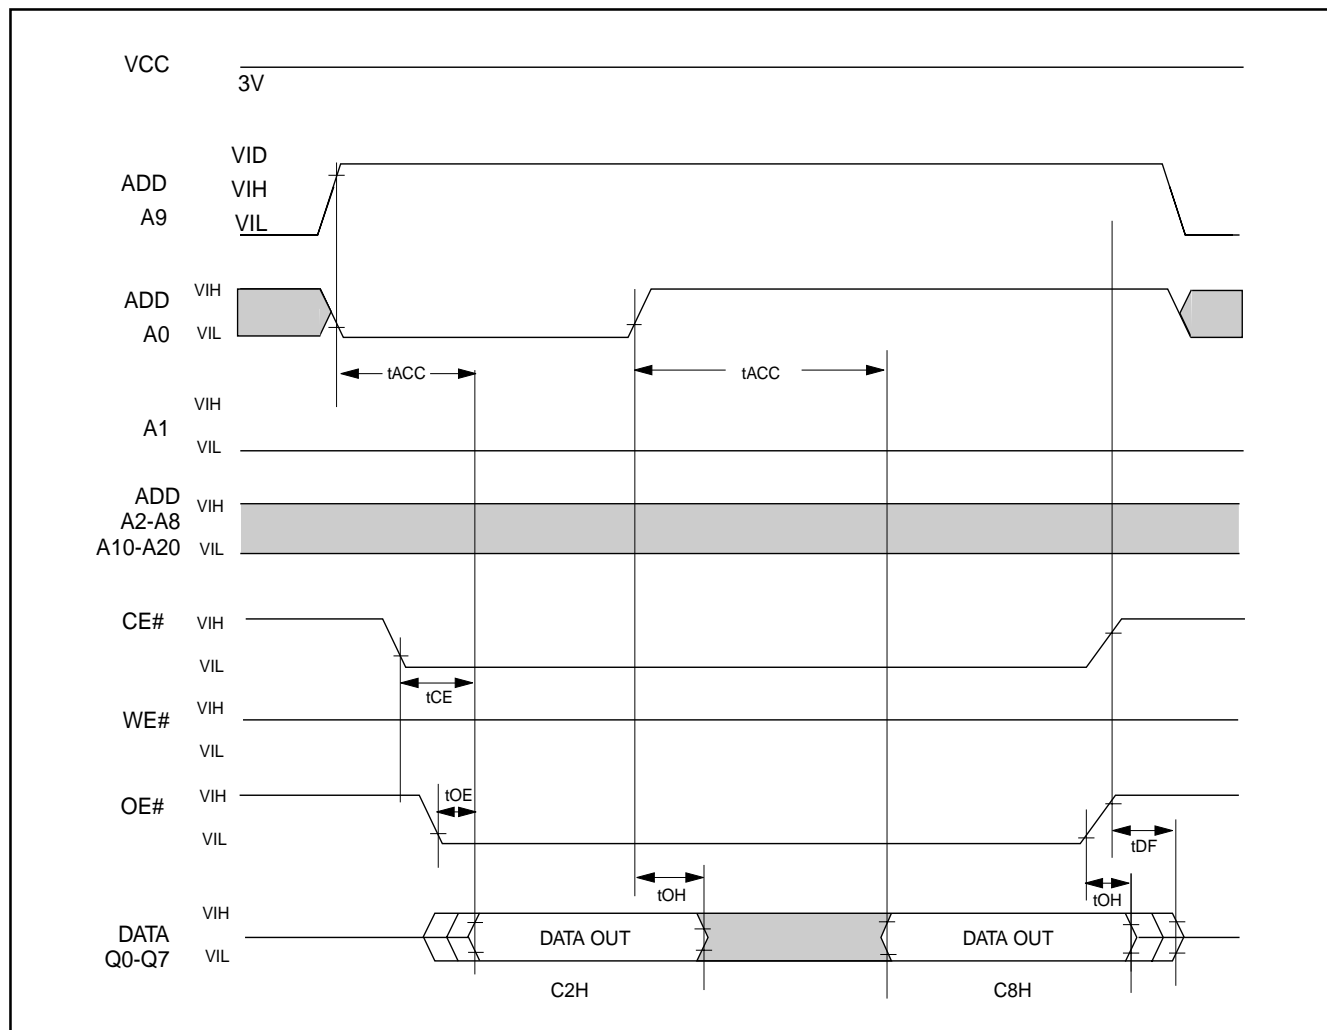 VCC
3V
VID
ADD
VIH
A9
VIL
VIH
ADD
A0
VIL
tACC
tACC
VIH
A1
VIL
ADD
VIH
A2-A8
A10-A20
VIL
CE#
VIH
VIL
tCE
VIH
WE#
VIL
tOE
VIH
OE#
VIL
tDF
tOH
tOH
VIH
DATA
DATA OUT
DATA OUT
Q0-Q7
VIL
C2H
C8H